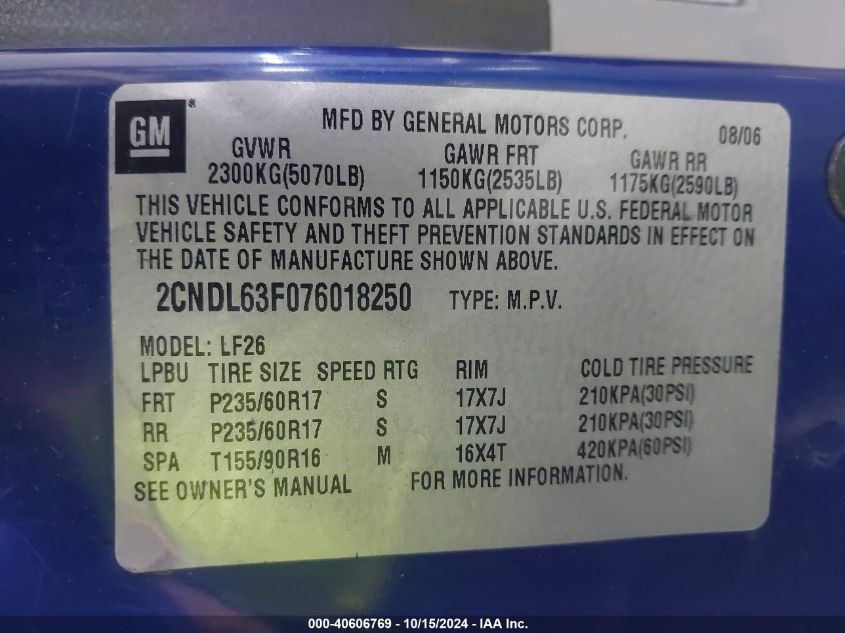 GM
MFD BY GENERAL MOTORS CORP. 08/06
GVWR GAWR FRT GAWR RR
2300KG(5070LB) 1150KG(2535LB) 1175KG(2590LB)
THIS VEHICLE CONFORMS TO ALL APPLICABLE U.S. FEDERAL MOTOR
VEHICLE SAFETY AND THEFT PREVENTION STANDARDS IN EFFECT ON
THE DATE OF MANUFACTURE SHOWN ABOVE.
2CNDL63F076018250 TYPE: M.P.V.
MODEL: LF26
LPBU TIRE SIZE SPEED RTG RIM COLD TIRE PRESSURE
FRT P235/60R17 S 17X7J 210KPA(30PSI)
RR P235/60R17 S 17X7J 210KPA(30PSI)
SPA T155/90R16 M 16X4T 420KPA(60PSI)
SEE OWNER'S MANUAL FOR MORE INFORMATION.
000-40606769 - 10/15/2024 - IAA Inc.